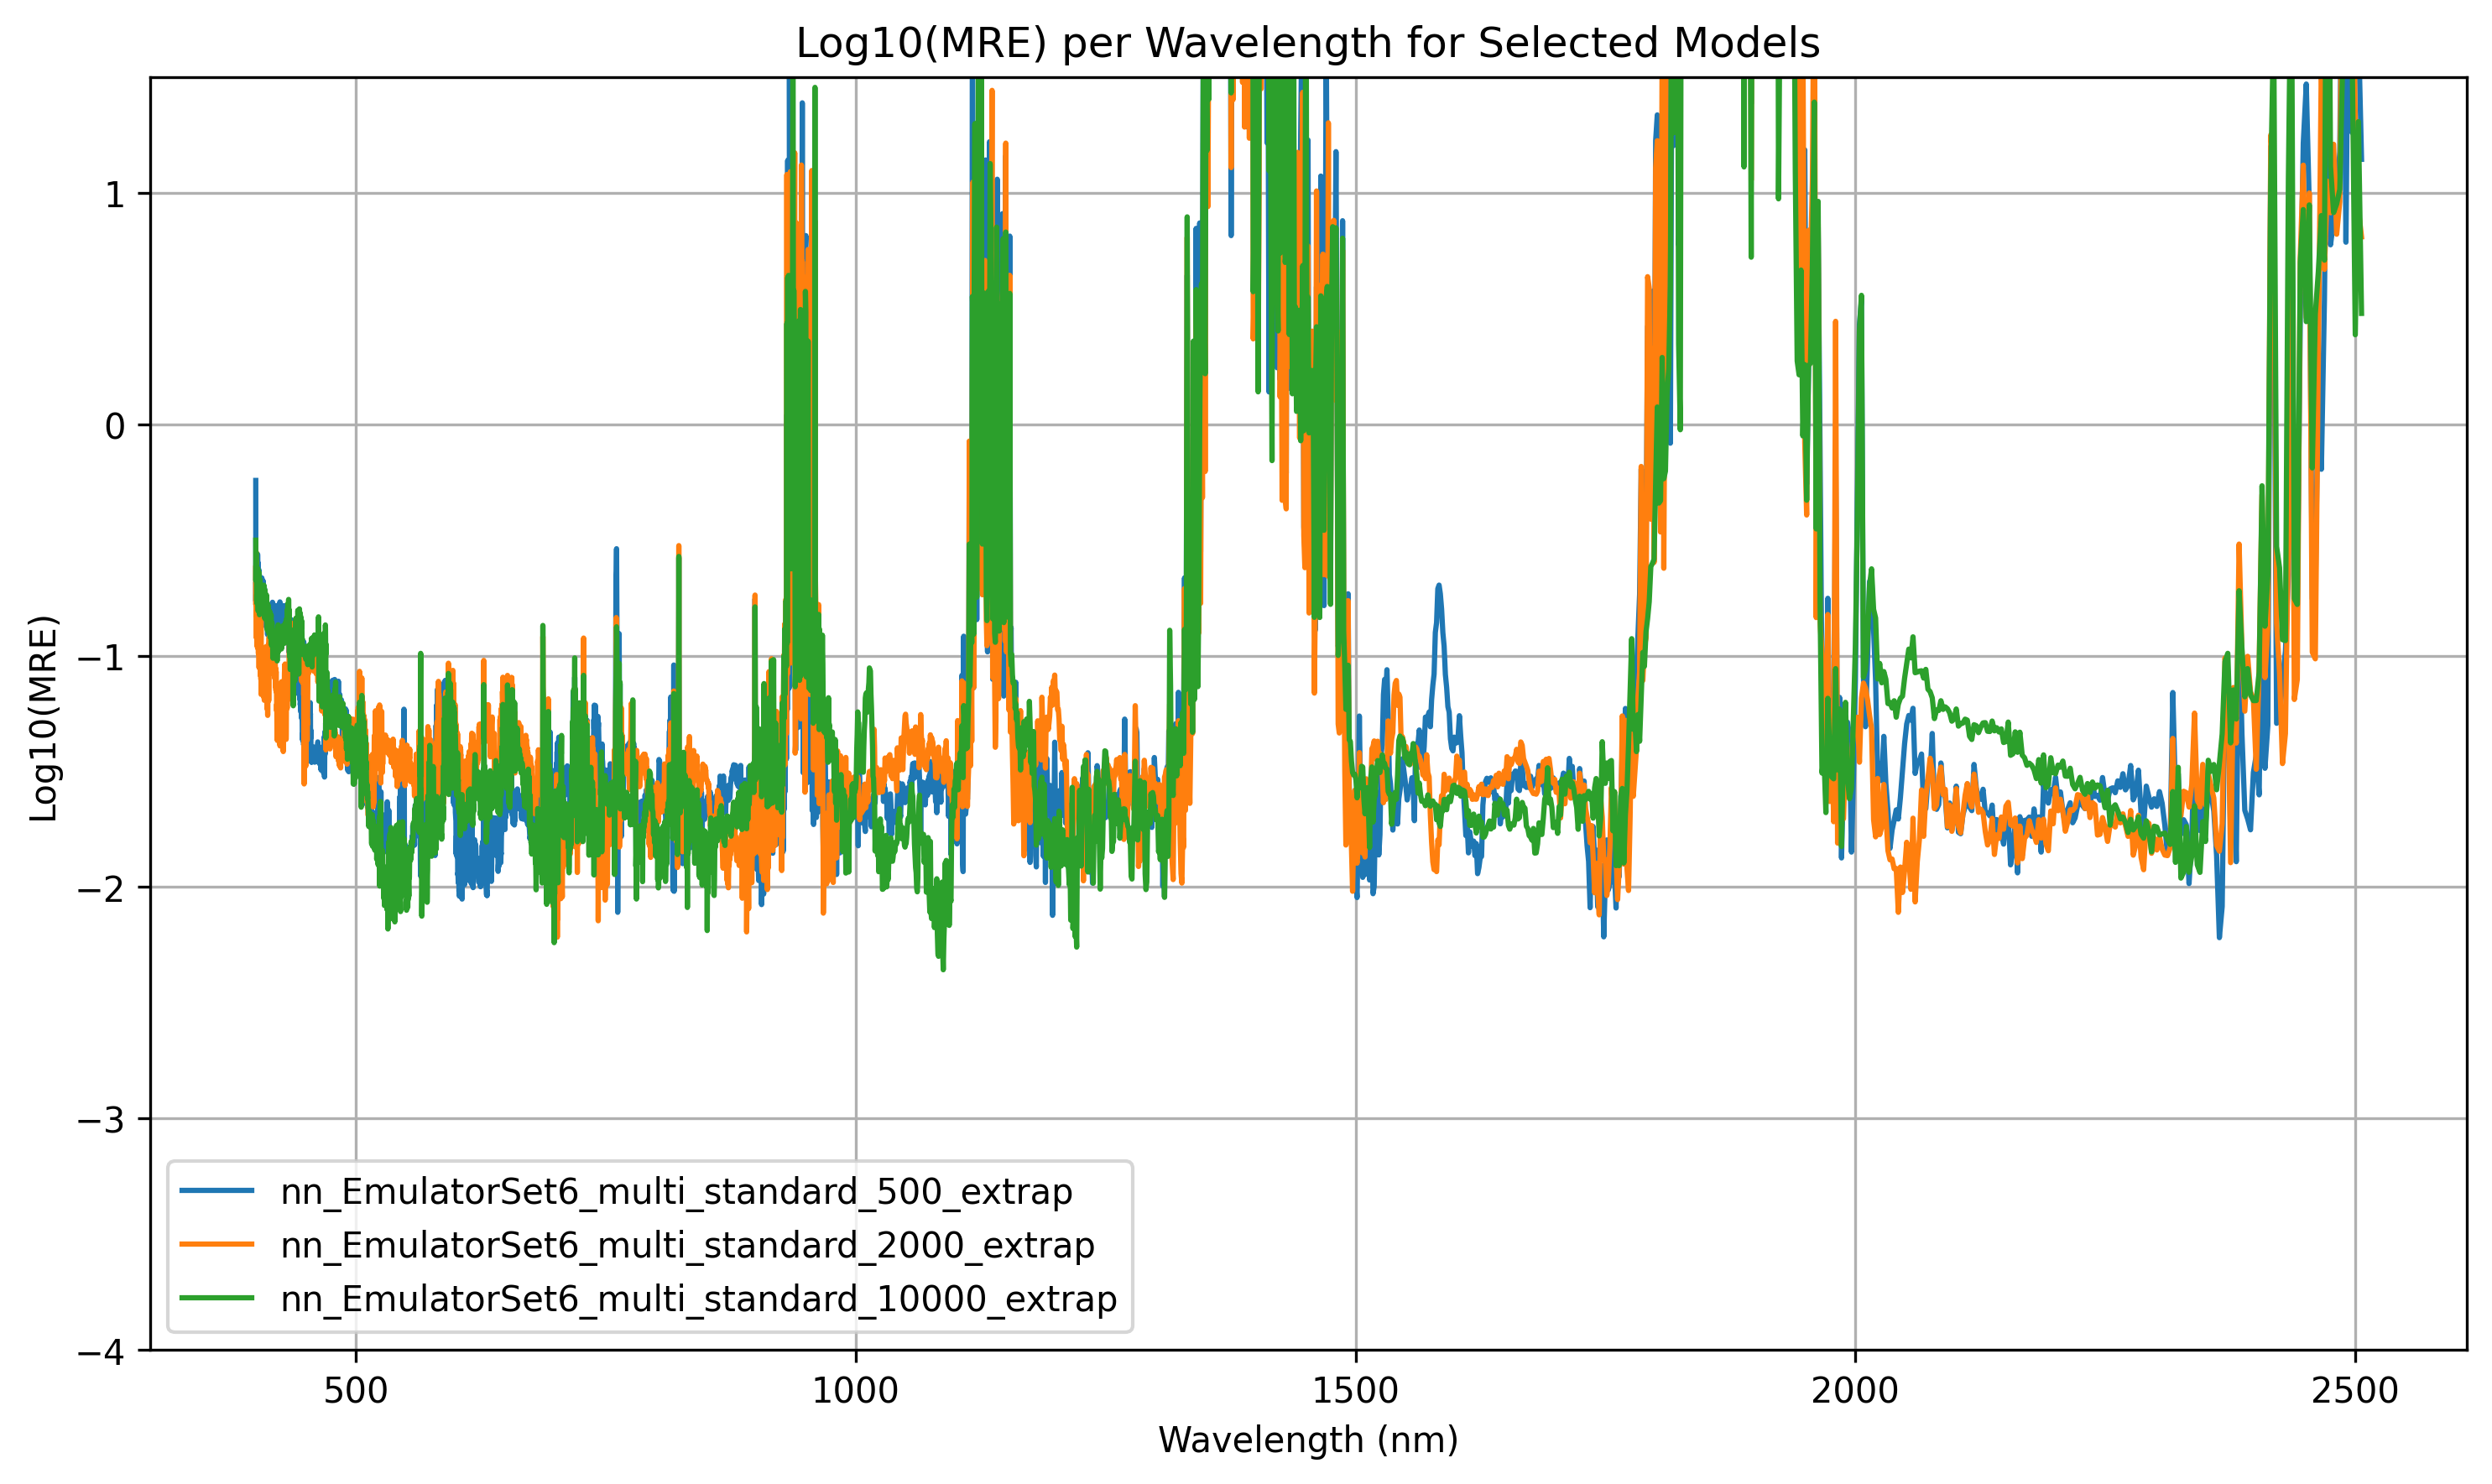 Log10(MRE) per Wavelength for Selected Models
Log10(MRE)
1
0
−1
−2
−3
−4
nn_EmulatorSet6_multi_standard_500_extrap
nn_EmulatorSet6_multi_standard_2000_extrap
nn_EmulatorSet6_multi_standard_10000_extrap
500 1000 1500 2000 2500
Wavelength (nm)